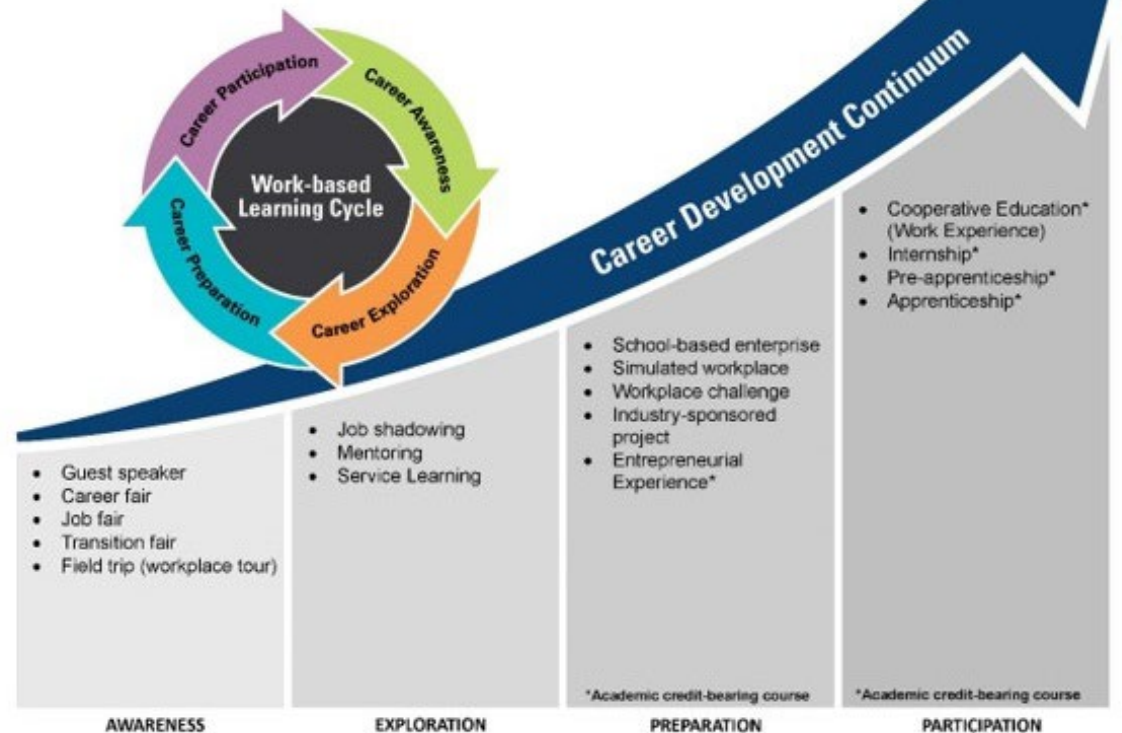 Career Participation
Career Awareness
Career Exploration
Career Preparation
Work-based
Learning Cycle
Career Development Continuum
• Guest speaker
• Career fair
• Job fair
• Transition fair
• Field trip (workplace tour)
AWARENESS
• Job shadowing
• Mentoring
• Service Learning
EXPLORATION
• School-based enterprise
• Simulated workplace
• Workplace challenge
• Industry-sponsored
project
• Entrepreneurial
Experience*
*Academic credit-bearing course
PREPARATION
• Cooperative Education*
(Work Experience)
• Internship*
• Pre-apprenticeship*
• Apprenticeship*
*Academic credit-bearing course
PARTICIPATION